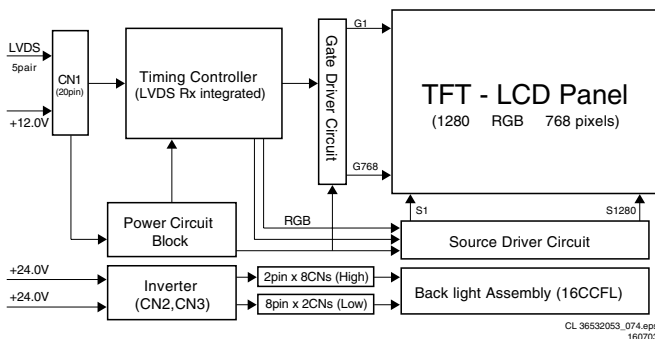 LVDS
5pair
CN1
(20pin)
+12.0V
Timing Controller
(LVDS Rx integrated)
Gate Driver Circuit
G1
G768
TFT - LCD Panel
(1280 RGB 768 pixels)
Power Circuit
Block
RGB
S1
S1280
Source Driver Circuit
+24.0V
+24.0V
Inverter
(CN2,CN3)
2pin x 8CNs (High)
8pin x 2CNs (Low)
Back light Assembly (16CCFL)
CL 36532053_074.eps
160703